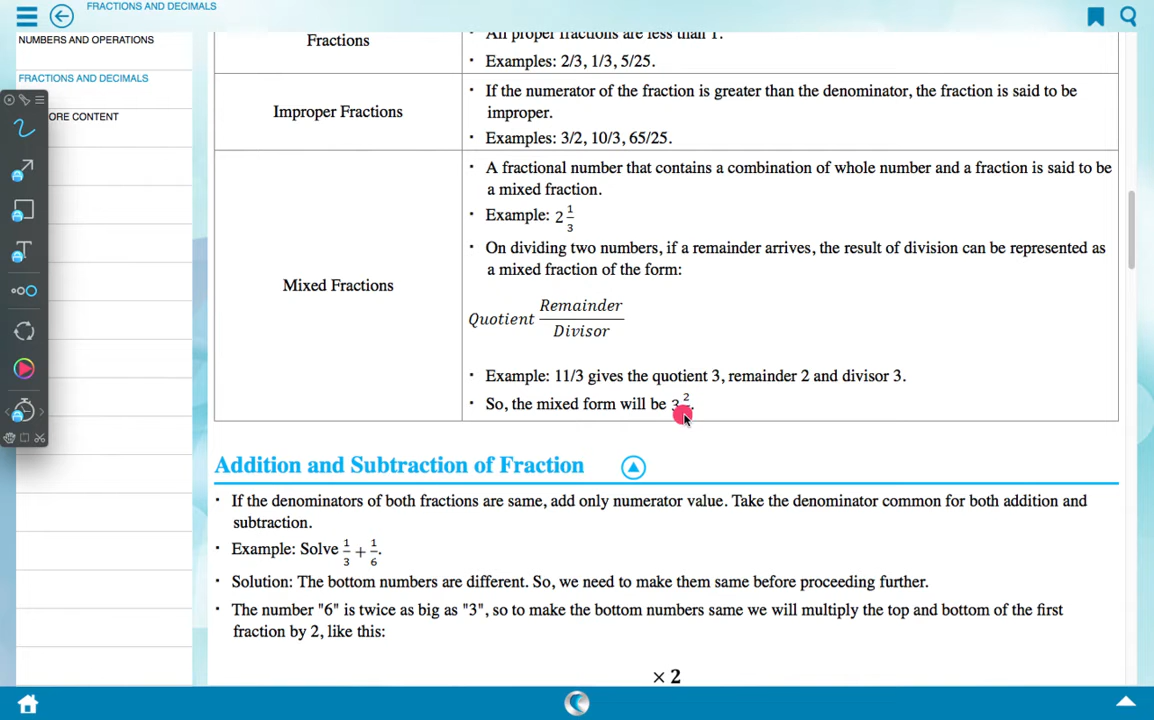 FRACTIONS AND DECIMALS
NUMBERS AND OPERATIONS
FRACTIONS AND DECIMALS
ORE CONTENT
Fractions
All proper fractions are less than 1.
· Examples: 2/3, 1/3, 5/25.
Improper Fractions
· If the numerator of the fraction is greater than the denominator, the fraction is said to be
improper.
· Examples: 3/2, 10/3, 65/25.
Mixed Fractions
· A fractional number that contains a combination of whole number and a fraction is said to be
a mixed fraction.
· Example: 2 1/3
· On dividing two numbers, if a remainder arrives, the result of division can be represented as
a mixed fraction of the form:
Quotient Remainder/Divisor
· Example: 11/3 gives the quotient 3, remainder 2 and divisor 3.
· So, the mixed form will be 3 2
Addition and Subtraction of Fraction
· If the denominators of both fractions are same, add only numerator value. Take the denominator common for both addition and
subtraction.
· Example: Solve 1/3 + 1/6.
· Solution: The bottom numbers are different. So, we need to make them same before proceeding further.
· The number "6" is twice as big as "3", so to make the bottom numbers same we will multiply the top and bottom of the first
fraction by 2, like this:
× 2